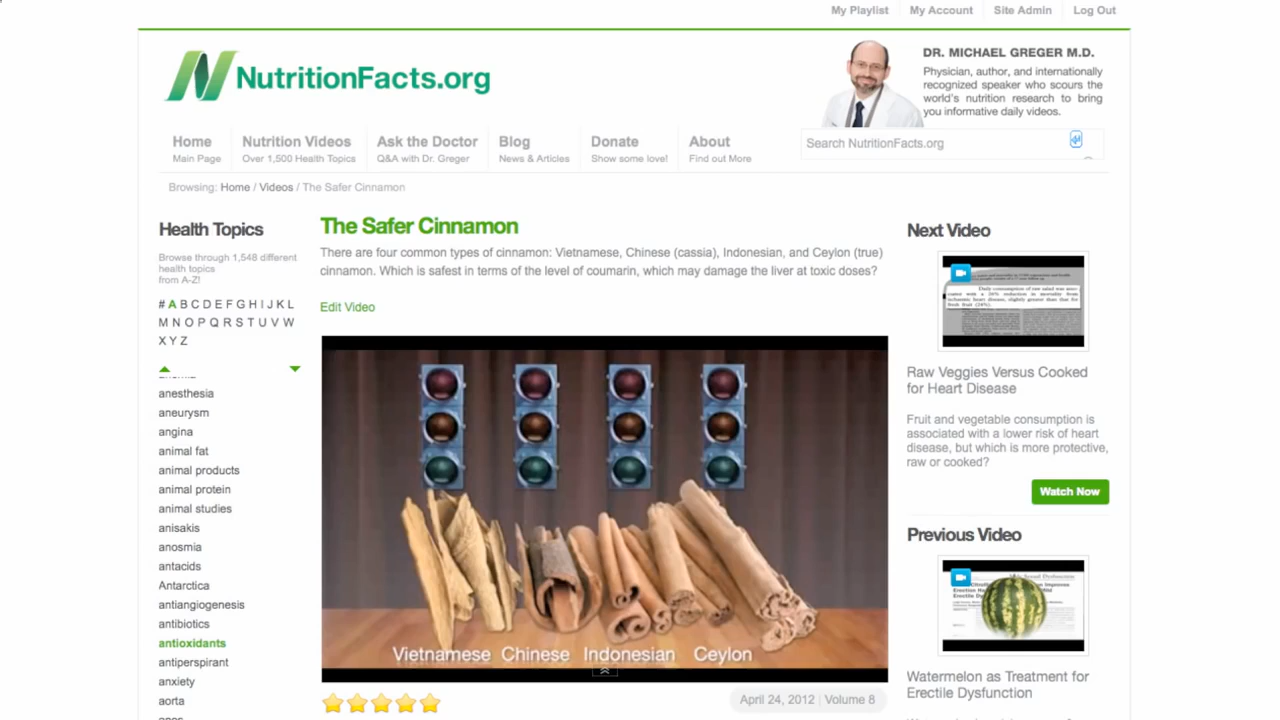 My Playlist
My Account
Site Admin
Log Out
NutritionFacts.org
DR. MICHAEL GREGER M.D.
Physician, author, and internationally
recognized speaker who scours the
world's nutrition research to bring
you informative daily videos.
Home
Main Page
Nutrition Videos
Over 1,500 Health Topics
Ask the Doctor
Q&A with Dr. Greger
Blog
News & Articles
Donate
Show some love!
About
Find out More
Search NutritionFacts.org
Browsing: Home / Videos / The Safer Cinnamon
Health Topics
Browse through 1,548 different
health topics
from A-Z!
# A B C D E F G H I J K L
M N O P Q R S T U V W
X Y Z
anesthesia
aneurysm
angina
animal fat
animal products
animal protein
animal studies
anisakis
anosmia
antacids
Antarctica
antiangiogenesis
antibiotics
antioxidants
antiperspirant
anxiety
aorta
The Safer Cinnamon
There are four common types of cinnamon: Vietnamese, Chinese (cassia), Indonesian, and Ceylon (true)
cinnamon. Which is safest in terms of the level of coumarin, which may damage the liver at toxic doses?
Edit Video
Vietnamese Chinese Indonesian Ceylon
April 24, 2012 | Volume 8
Next Video
Raw Veggies Versus Cooked
for Heart Disease
Fruit and vegetable consumption is
associated with a lower risk of heart
disease, but which is more protective,
raw or cooked?
Watch Now
Previous Video
Watermelon as Treatment for
Erectile Dysfunction